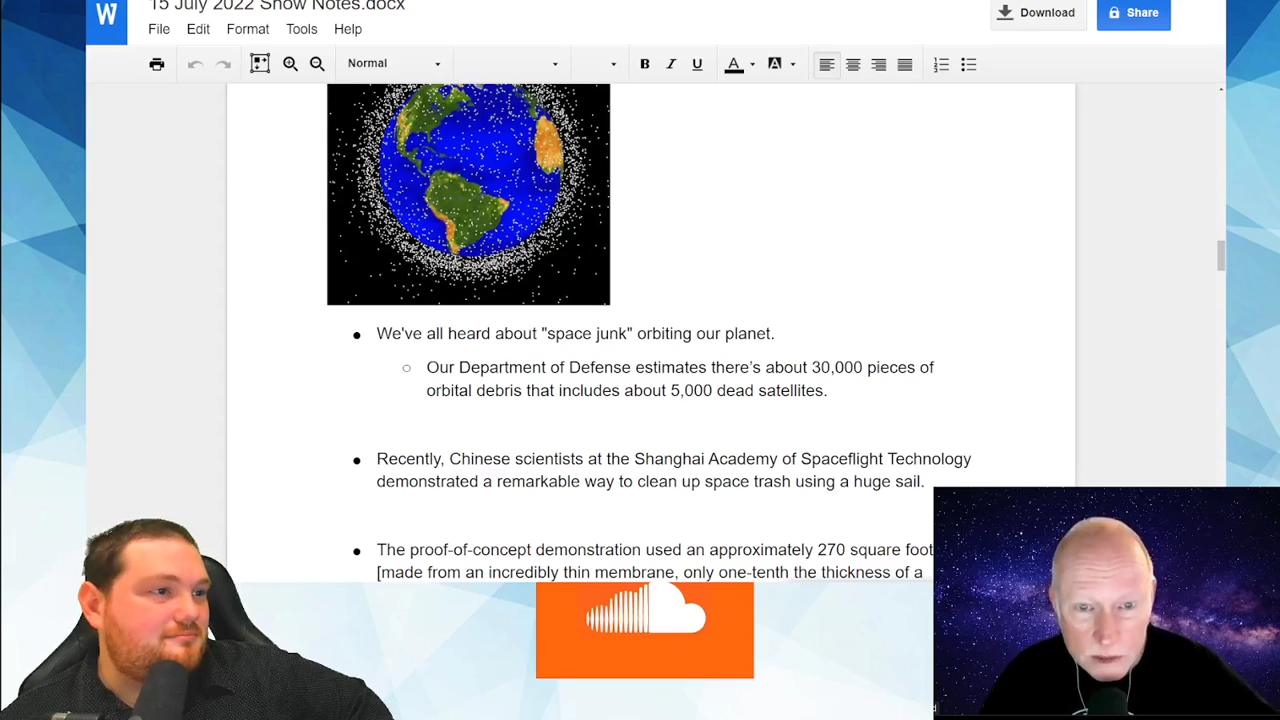 15 July 2022 Show Notes.docx
W
File Edit Format Tools Help
Download
Share
Normal
B I U A A
We've all heard about "space junk" orbiting our planet.
Our Department of Defense estimates there's about 30,000 pieces of
orbital debris that includes about 5,000 dead satellites.
Recently, Chinese scientists at the Shanghai Academy of Spaceflight Technology
demonstrated a remarkable way to clean up space trash using a huge sail.
The proof-of-concept demonstration used an approximately 270 square foot
[made from an incredibly thin membrane, only one-tenth the thickness of a